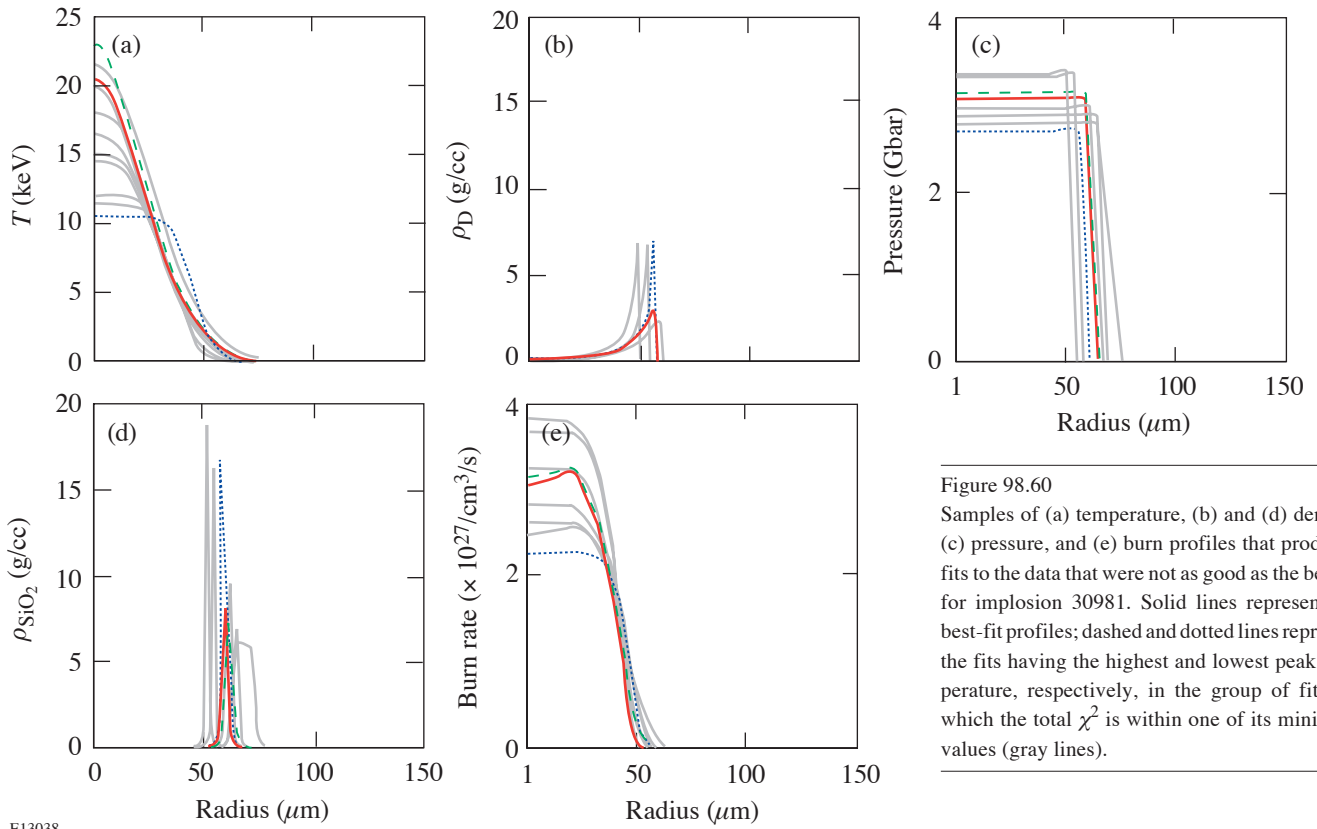 25
20
15
10
5
0
T (keV)
(a)
20
15
10
5
0
ρD (g/cc)
(b)
4
2
0
Pressure (Gbar)
(c)
1 50 100 150
Radius (μm)
20
15
10
5
0
ρSiO2 (g/cc)
(d)
0 50 100 150
Radius (μm)
4
2
0
Burn rate (× 10²⁷/cm³/s)
(e)
1 50 100 150
Radius (μm)
Figure 98.60
Samples of (a) temperature, (b) and (d) den
(c) pressure, and (e) burn profiles that prod
fits to the data that were not as good as the be
for implosion 30981. Solid lines represen
best-fit profiles; dashed and dotted lines repr
the fits having the highest and lowest peak
perature, respectively, in the group of fit
which the total χ² is within one of its mini
values (gray lines).
E13038